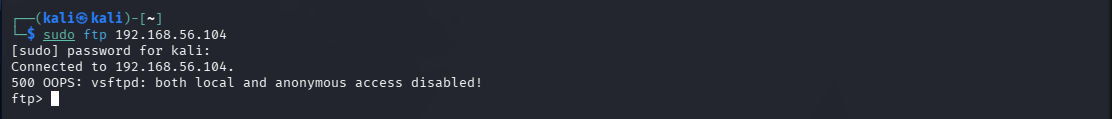 ┌──(kali㉿kali)-[~]
└─$ sudo ftp 192.168.56.104
[sudo] password for kali:
Connected to 192.168.56.104.
500 OOPS: vsftpd: both local and anonymous access disabled!
ftp>